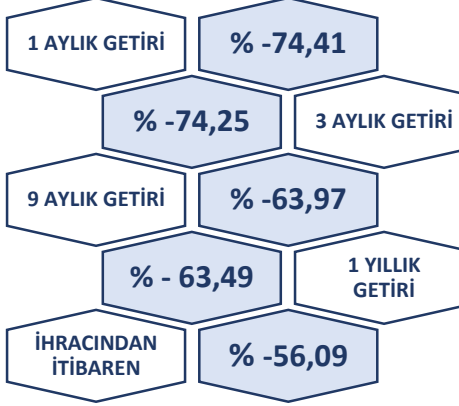 1 AYLIK GETİRİ
% -74,41
% -74,25
3 AYLIK GETİRİ
9 AYLIK GETİRİ
% -63,97
% - 63,49
1 YILLIK
GETİRİ
İHRACINDAN
İTİBAREN
% -56,09